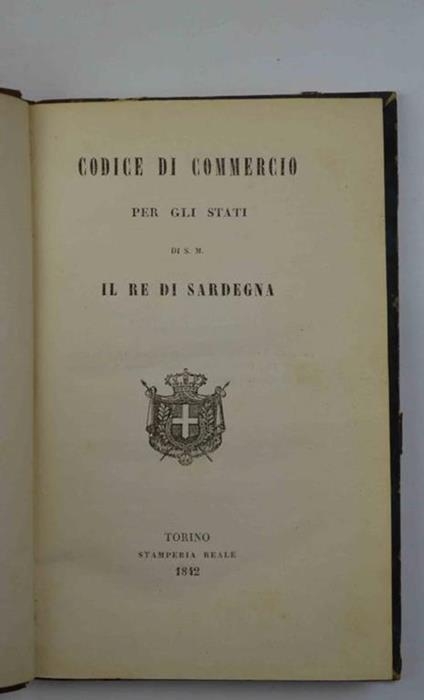 CODICE DI COMMERCIO
PER GLI STATI
DI S. M.
IL RE DI SARDEGNA
TORINO
STAMPERIA REALE
1842